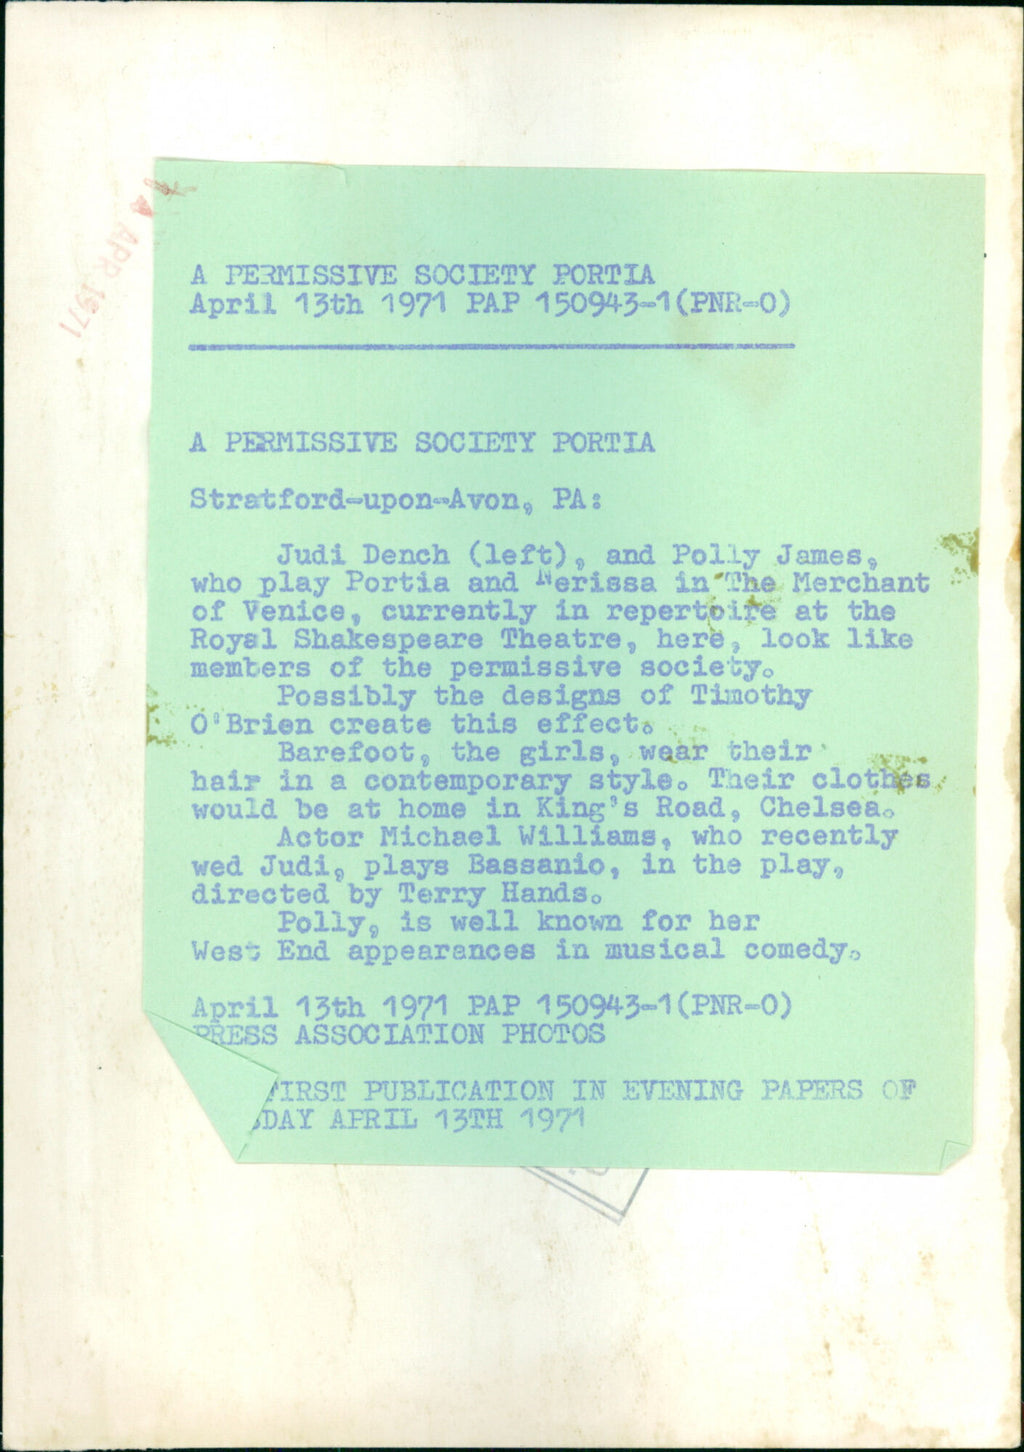 14 APR 1971
A PERMISSIVE SOCIETY PORTIA
April 13th 1971 PAP 150943-1(PNR-0)
A PERMISSIVE SOCIETY PORTIA
Stratford-upon-Avon, PA:
Judi Dench (left), and Polly James,
who play Portia and Nerissa in The Merchant
of Venice, currently in repertoire at the
Royal Shakespeare Theatre, here, look like
members of the permissive society.
Possibly the designs of Timothy
O'Brien create this effect.
Barefoot, the girls, wear their
hair in a contemporary style. Their clothes
would be at home in King's Road, Chelsea.
Actor Michael Williams, who recently
wed Judi, plays Bassanio, in the play,
directed by Terry Hands.
Polly, is well known for her
West End appearances in musical comedy.
April 13th 1971 PAP 150943-1(PNR-0)
PRESS ASSOCIATION PHOTOS
FIRST PUBLICATION IN EVENING PAPERS OF
SDAY APRIL 13TH 1971